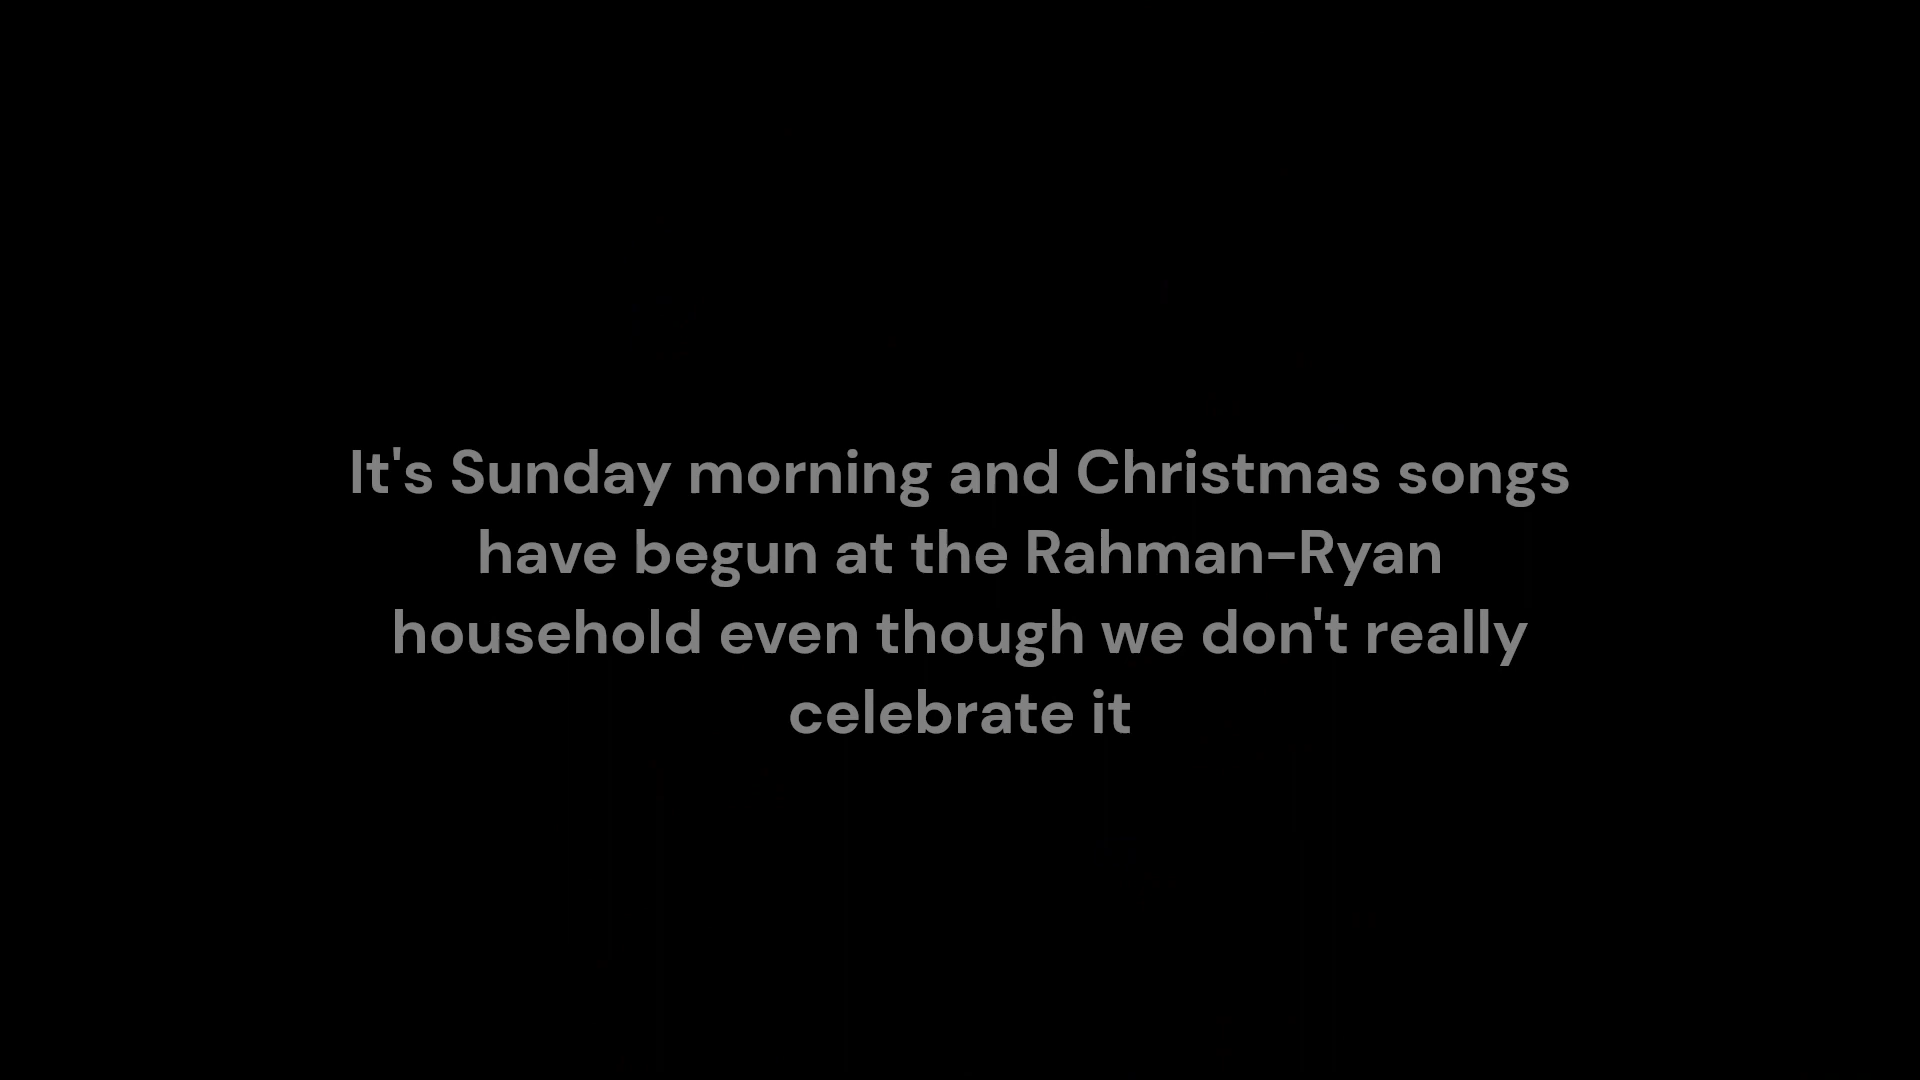 It's Sunday morning and Christmas songs
have begun at the Rahman-Ryan
household even though we don't really
celebrate it